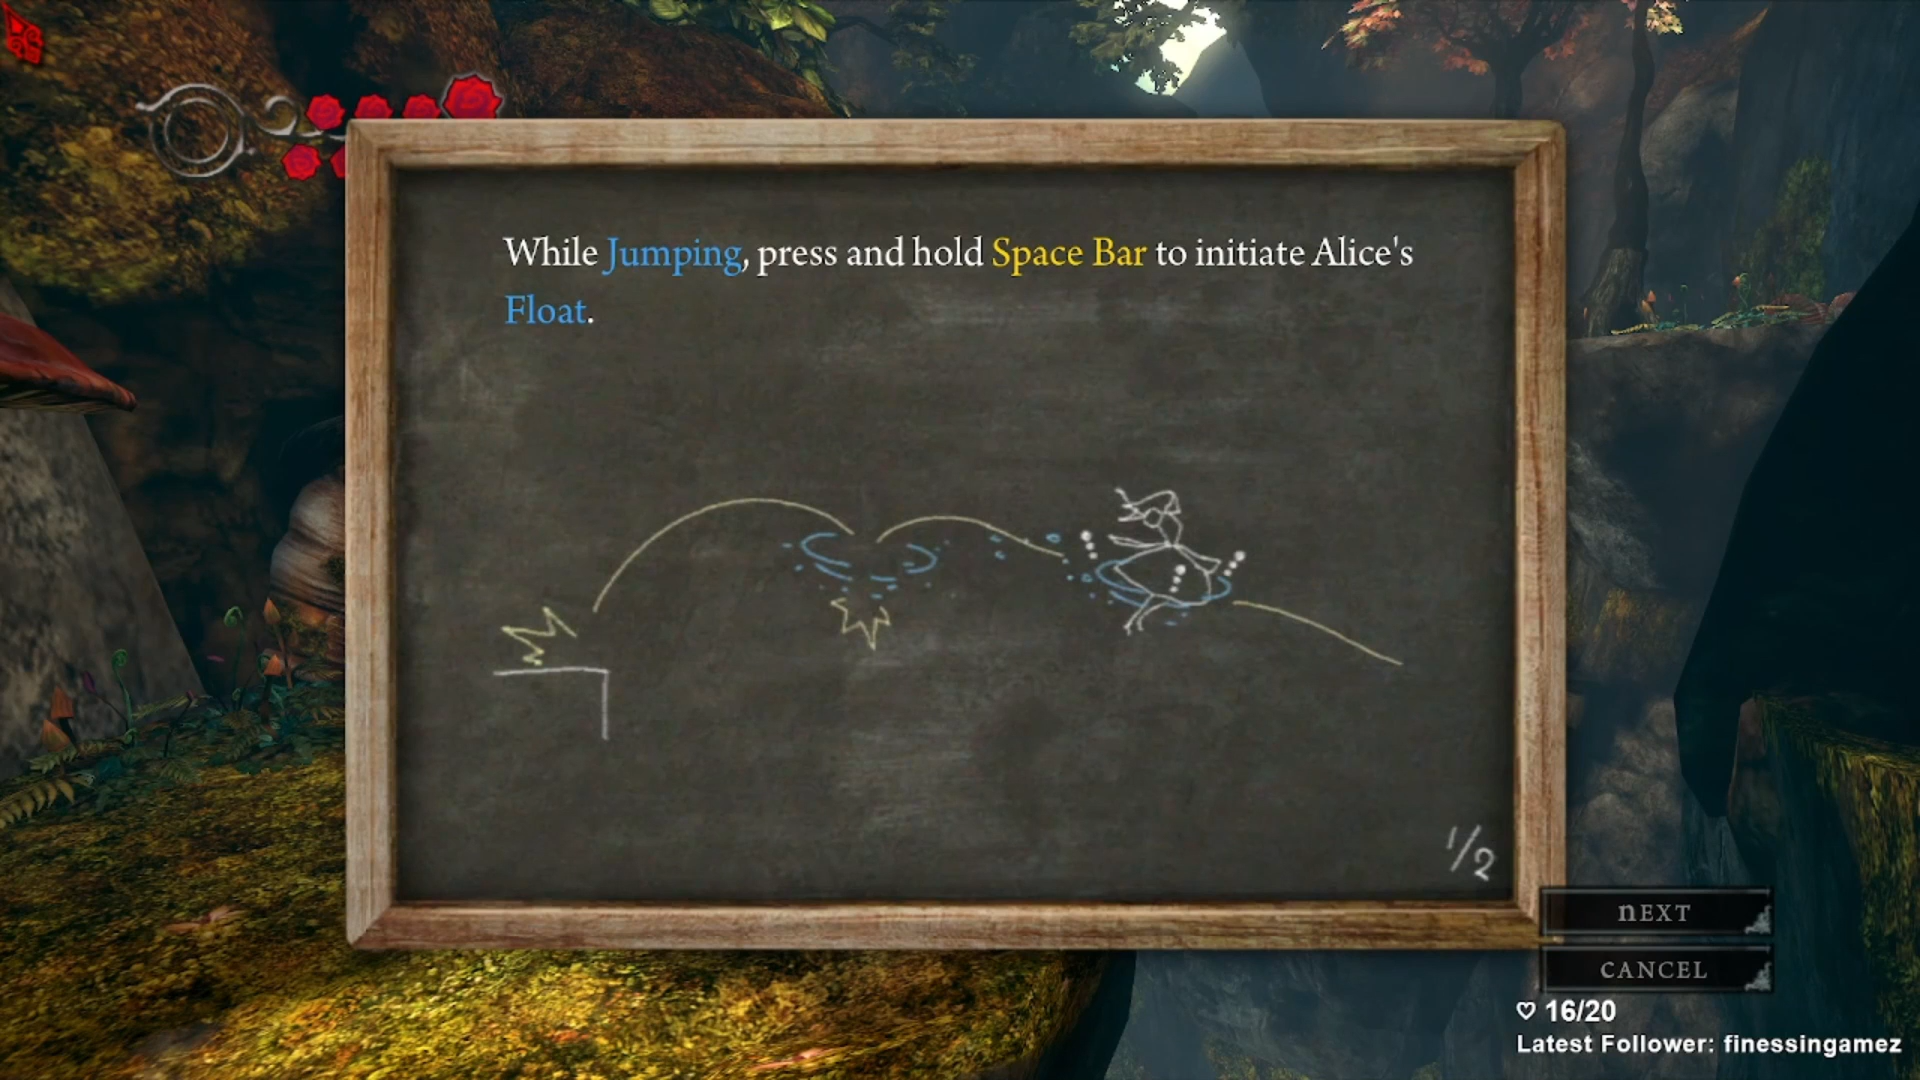 While Jumping, press and hold Space Bar to initiate Alice's
Float.
1/2
NEXT
CANCEL
♡ 16/20
Latest Follower: finessingamez